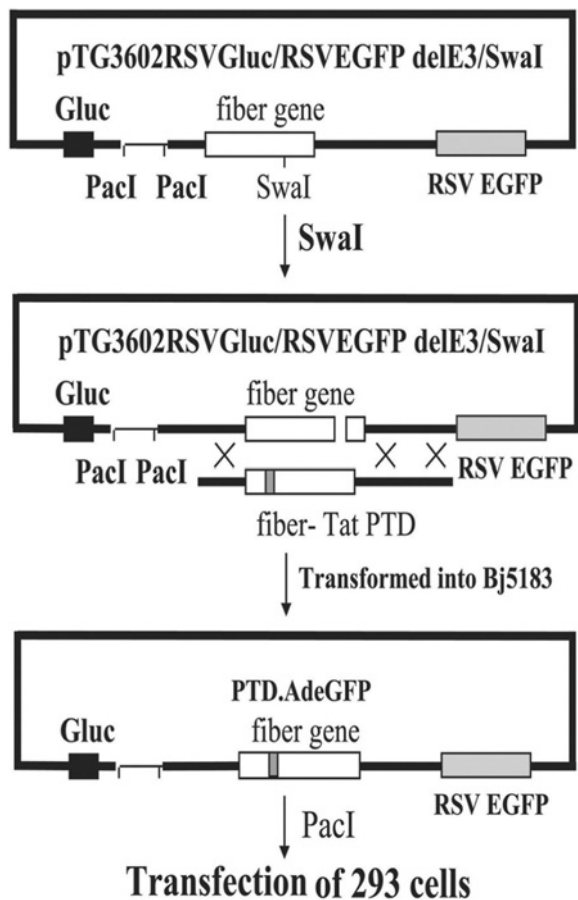 pTG3602RSVGluc/RSVEGFP delE3/SwaI
Gluc
fiber gene
PacI PacI
SwaI
RSV EGFP
SwaI
pTG3602RSVGluc/RSVEGFP delE3/SwaI
Gluc
fiber gene
PacI PacI
RSV EGFP
fiber- Tat PTD
Transformed into Bj5183
PTD.AdeGFP
Gluc
fiber gene
RSV EGFP
PacI
Transfection of 293 cells